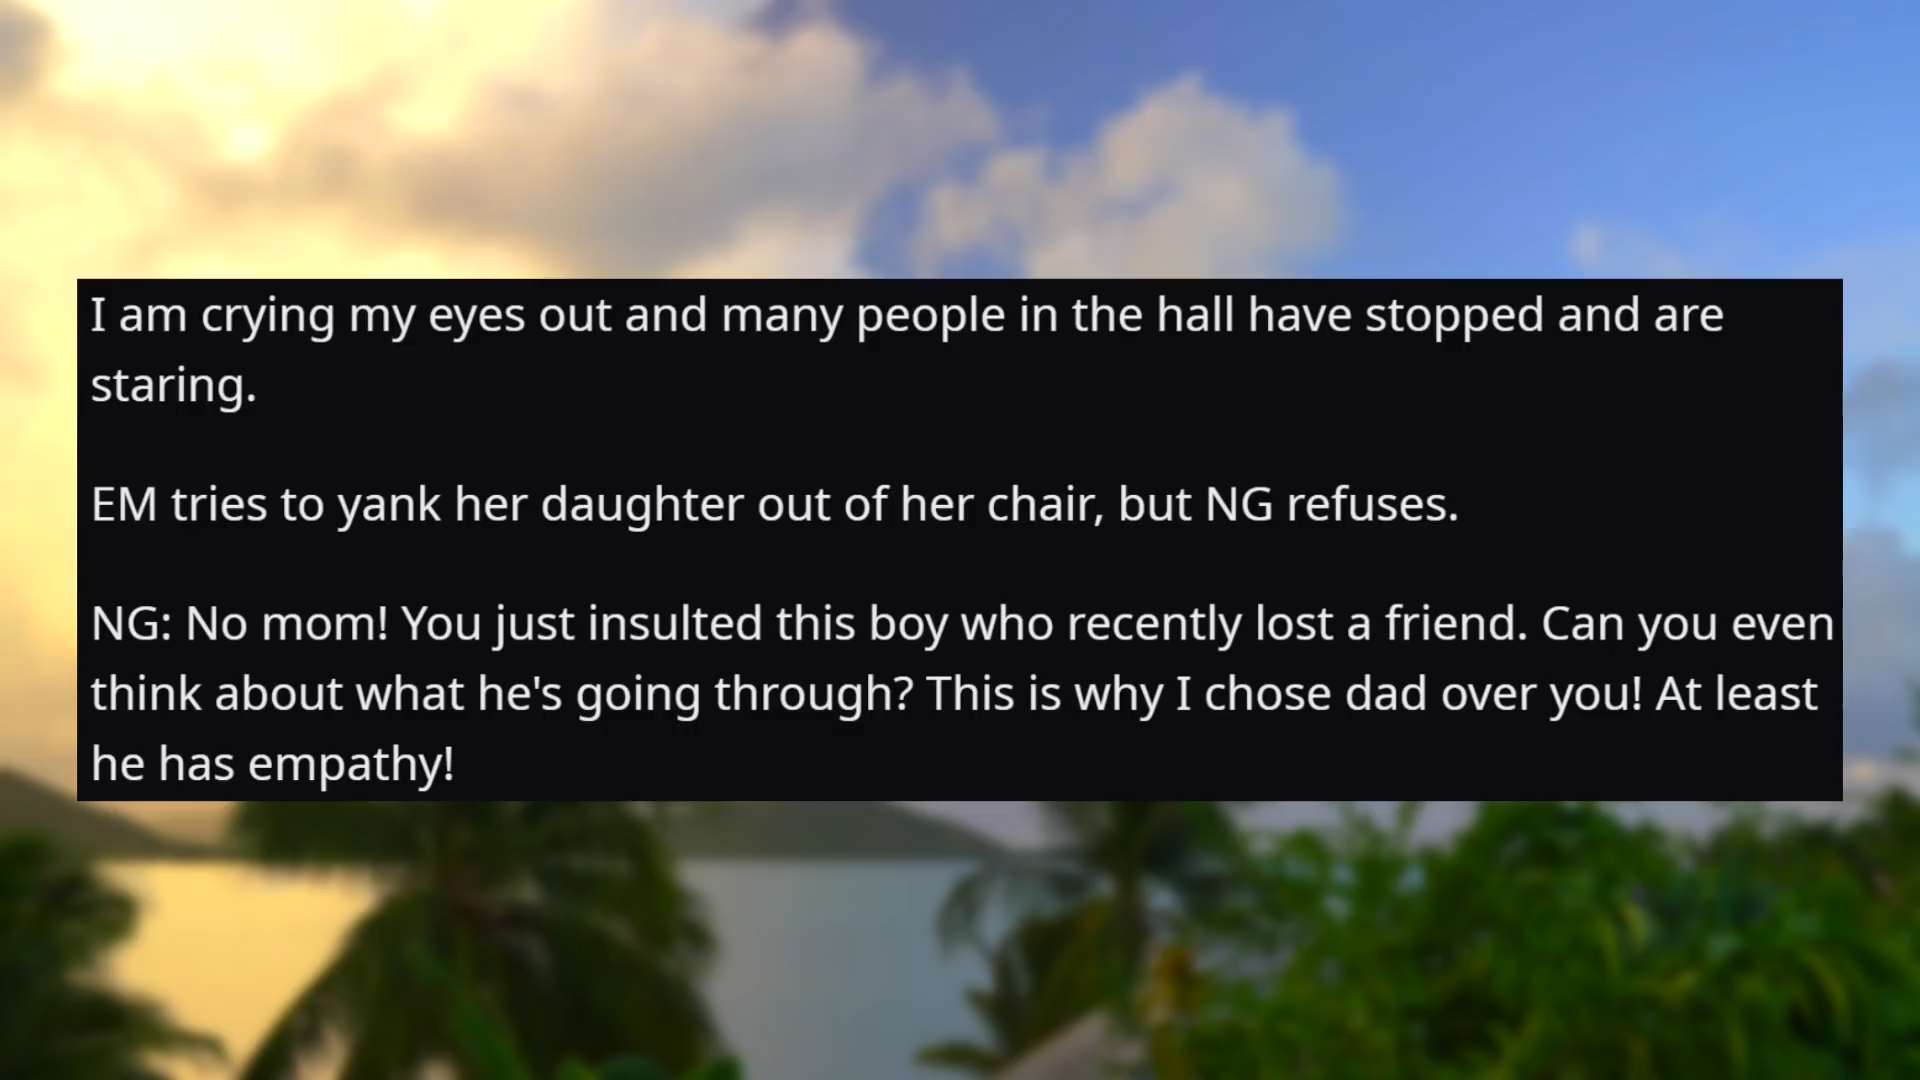 I am crying my eyes out and many people in the hall have stopped and are
staring.
EM tries to yank her daughter out of her chair, but NG refuses.
NG: No mom! You just insulted this boy who recently lost a friend. Can you even
think about what he's going through? This is why I chose dad over you! At least
he has empathy!